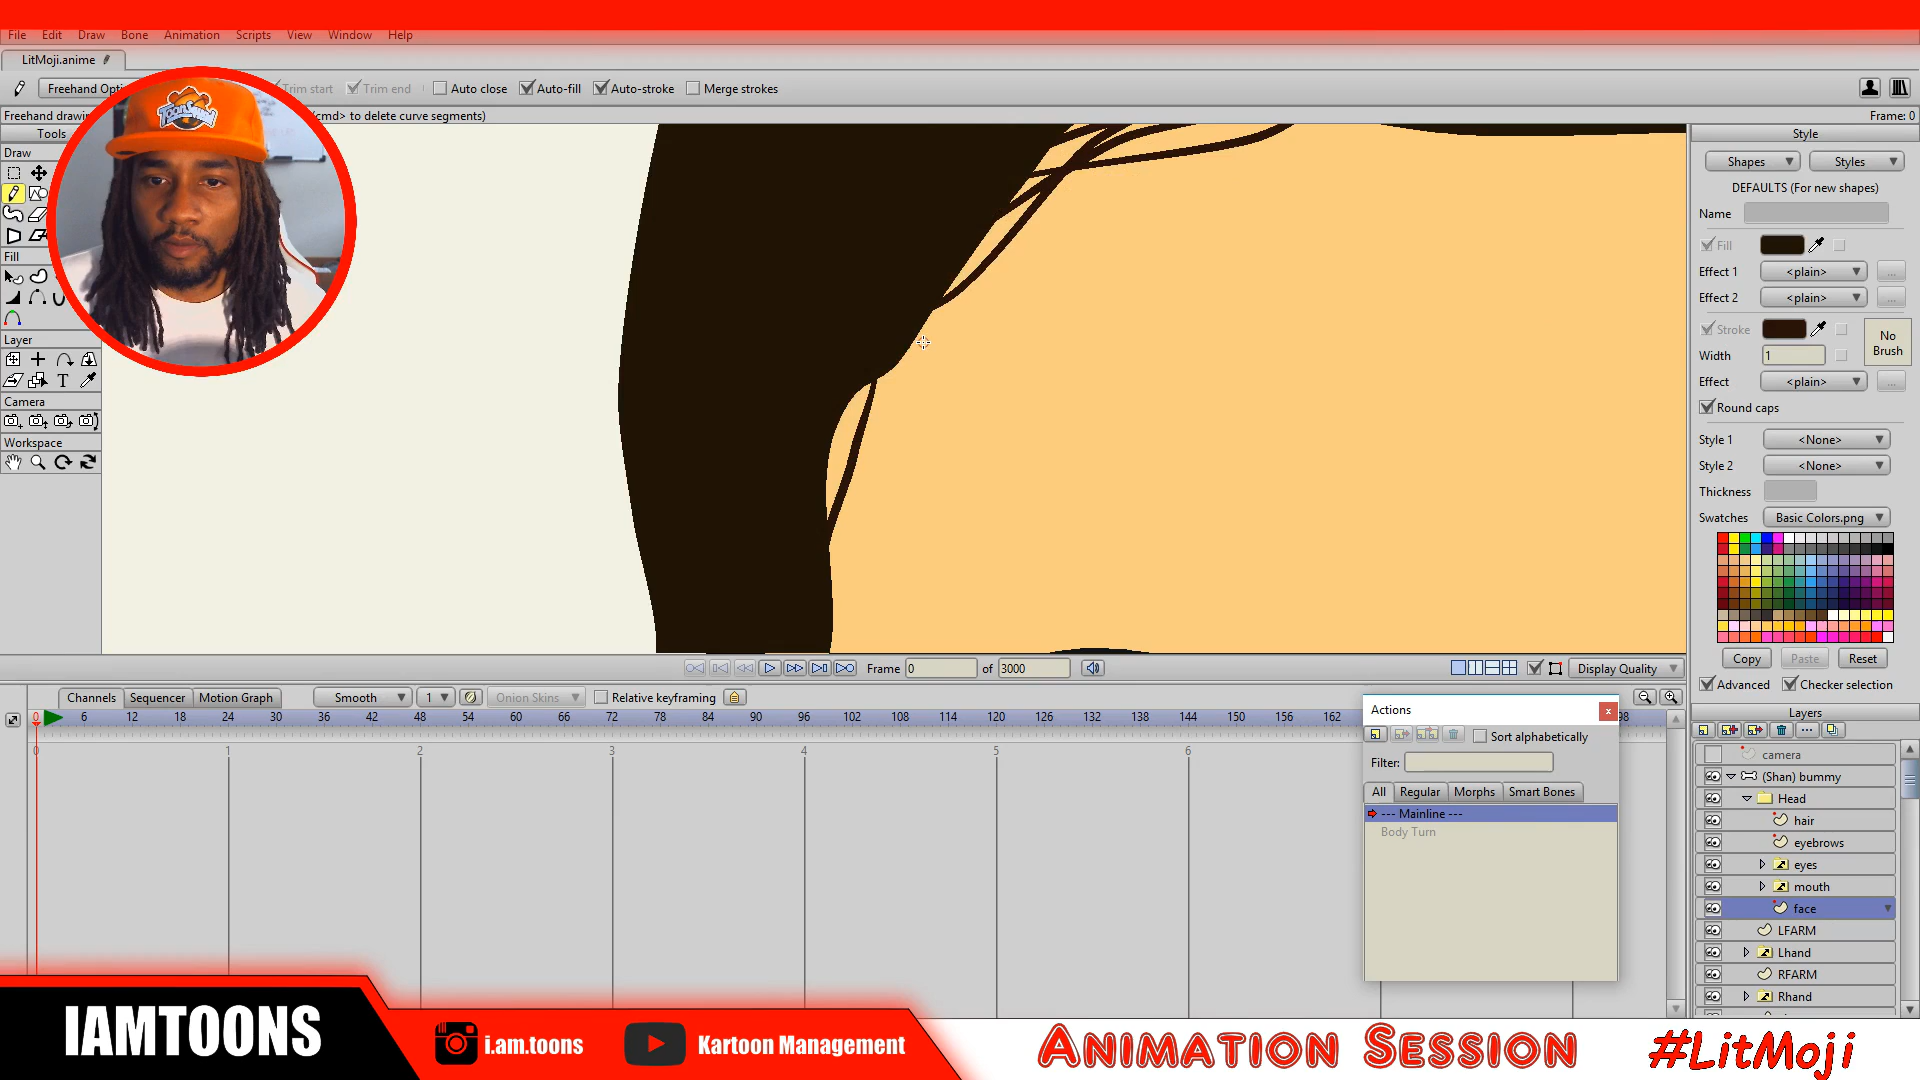 File Edit Draw Bone Animation Scripts View Window Help
LitMoji.anime
Trim start Trim end Auto close Auto-fill Auto-stroke Merge strokes
/cmd> to delete curve segments)
Frame: 0
Tools
Draw
Fill
Layer
Camera
Workspace
Style
Shapes Styles
DEFAULTS (For new shapes)
Name
Fill
Effect 1 <plain> ...
Effect 2 <plain> ...
Stroke
No Brush
Width 1
Effect <plain> ...
Round caps
Style 1 <None>
Style 2 <None>
Thickness
Swatches Basic Colors.png
Copy Paste Reset
Advanced Checker selection
Frame 0 of 3000 Display Quality
Channels Sequencer Motion Graph Smooth 1 Onion Skins Relative keyframing
0 6 12 18 24 30 36 42 48 54 60 66 72 78 84 90 96 102 108 114 120 126 132 138 144 150 156 162 98
0 1 2 3 4 5 6
Actions
Sort alphabetically
Filter:
All Regular Morphs Smart Bones
--- Mainline ---
Body Turn
Layers
camera
(Shan) bummy
Head
hair
eyebrows
eyes
mouth
face
LFARM
Lhand
RFARM
Rhand
IAMTOONS
i.am.toons
Kartoon Management
Animation Session
#LitMoji